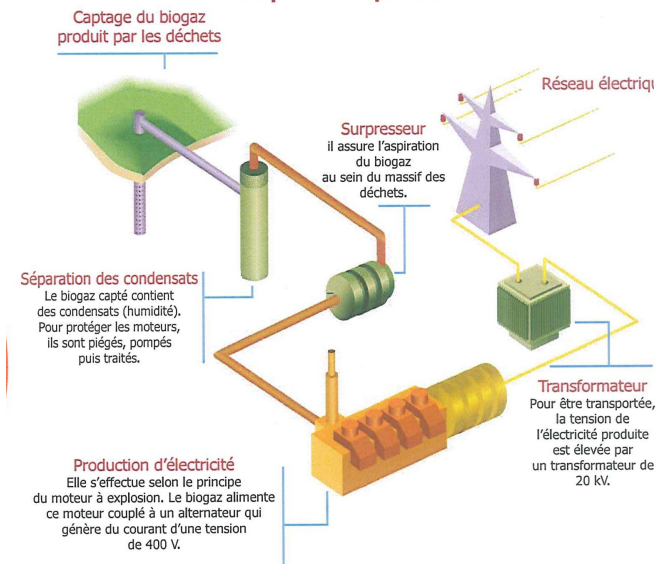 Captage du biogaz
produit par les déchets
Réseau électriqu
Surpresseur
il assure l'aspiration
du biogaz
au sein du massif des
déchets.
Séparation des condensats
Le biogaz capté contient
des condensats (humidité).
Pour protéger les moteurs,
ils sont piégés, pompés
puis traités.
Transformateur
Pour être transportée,
la tension de
l'électricité produite
est élevée par
un transformateur de
20 kV.
Production d'électricité
Elle s'effectue selon le principe
du moteur à explosion. Le biogaz alimente
ce moteur couplé à un alternateur qui
génère du courant d'une tension
de 400 V.